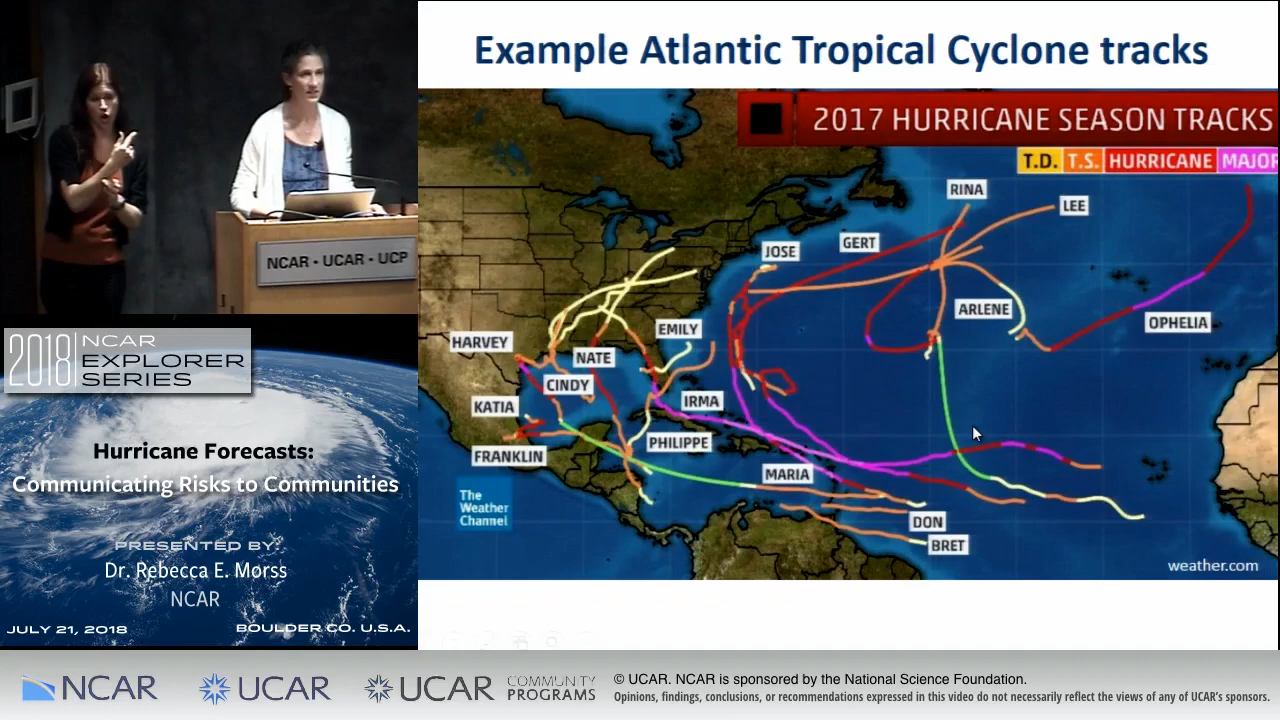 Example Atlantic Tropical Cyclone tracks
2017 HURRICANE SEASON TRACKS
T.D. T.S. HURRICANE MAJOR
RINA
LEE
GERT
JOSE
ARLENE
OPHELIA
EMILY
HARVEY
NATE
CINDY
IRMA
KATIA
PHILIPPE
FRANKLIN
MARIA
The
Weather
Channel
DON
BRET
weather.com
NCAR • UCAR • UCP
2018 NCAR
EXPLORER
SERIES
Hurricane Forecasts:
Communicating Risks to Communities
PRESENTED BY:
Dr. Rebecca E. Morss
NCAR
JULY 21, 2018
BOULDER CO. U.S.A.
NCAR
UCAR
UCAR COMMUNITY
PROGRAMS
© UCAR. NCAR is sponsored by the National Science Foundation.
Opinions, findings, conclusions, or recommendations expressed in this video do not necessarily reflect the views of any of UCAR's sponsors.